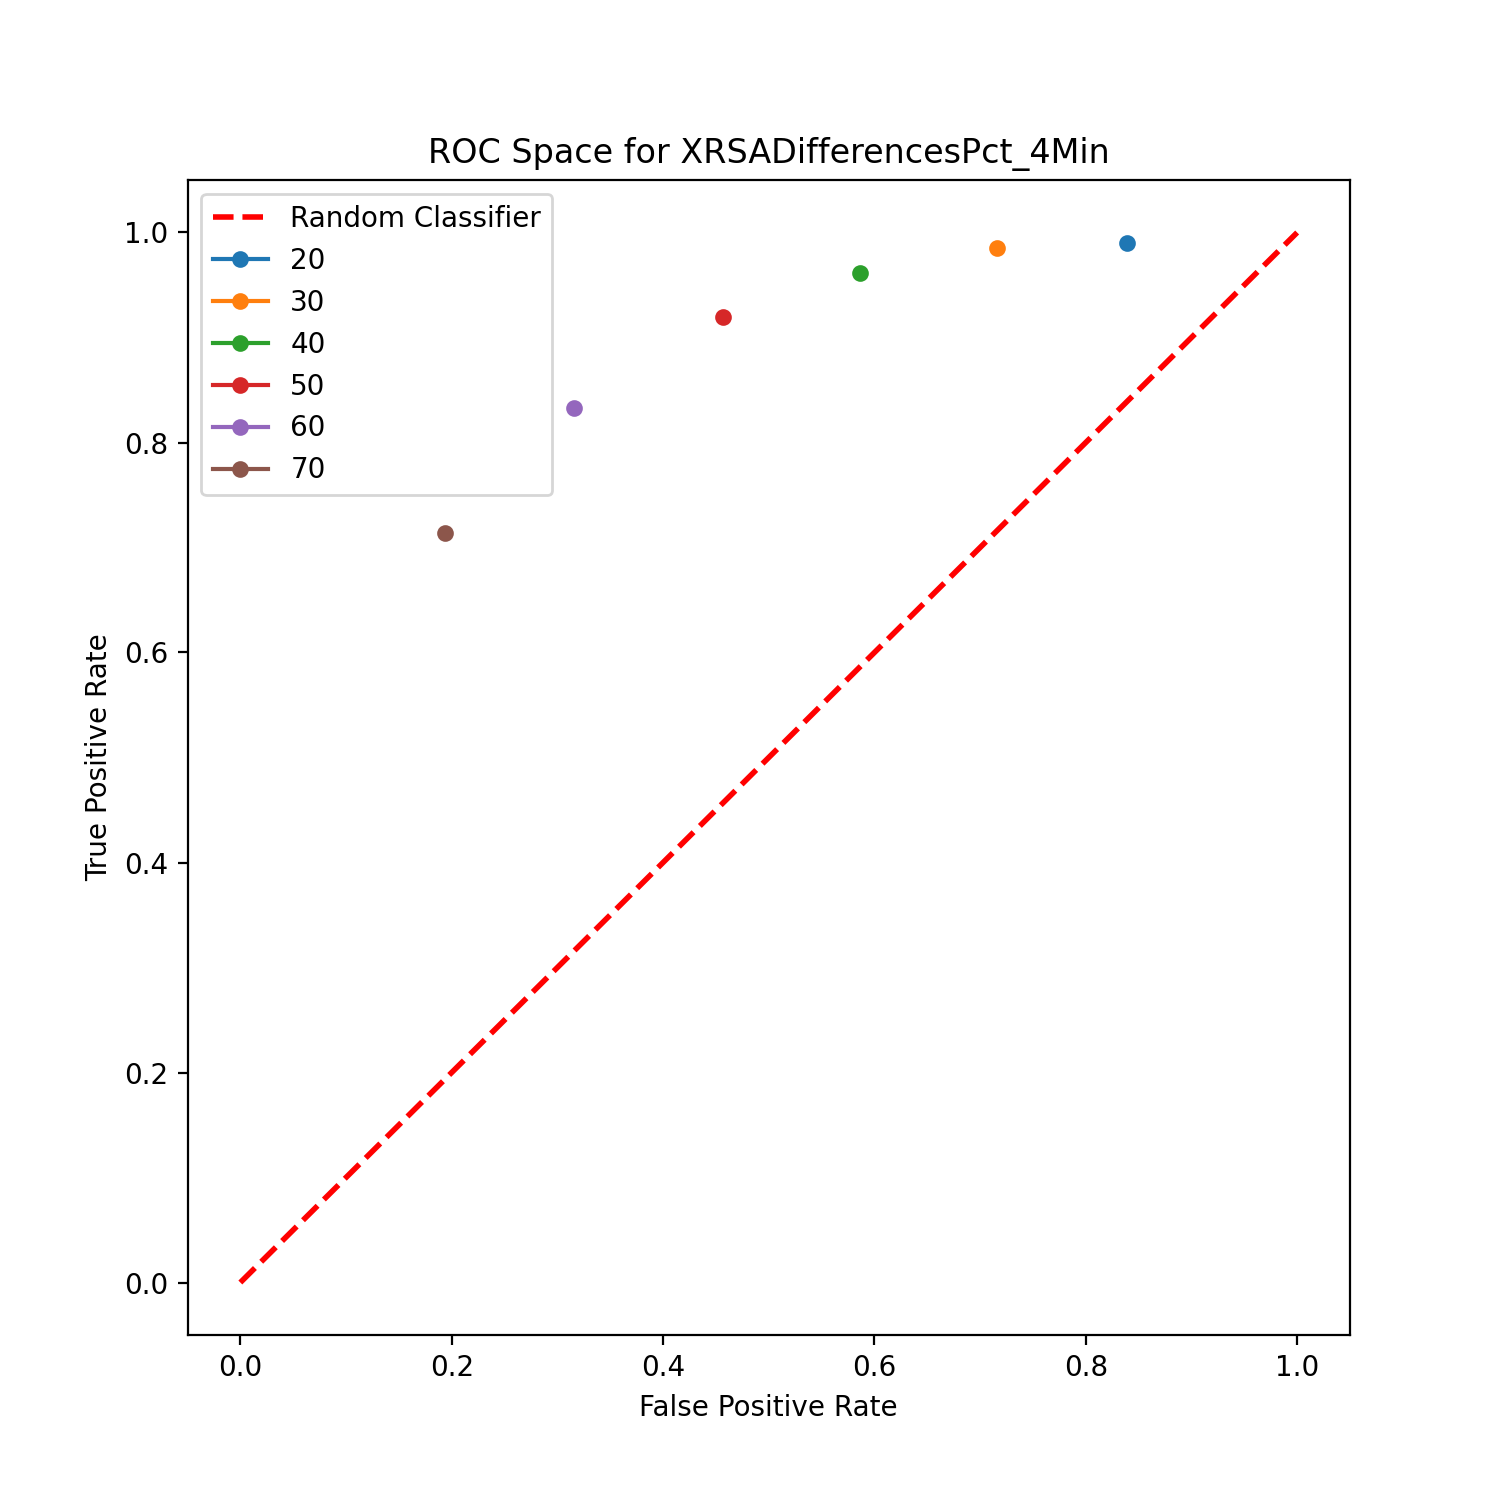 ROC Space for XRSADifferencesPct_4Min
Random Classifier
20
30
40
50
60
70
1.0
0.8
0.6
0.4
0.2
0.0
True Positive Rate
0.0 0.2 0.4 0.6 0.8 1.0
False Positive Rate